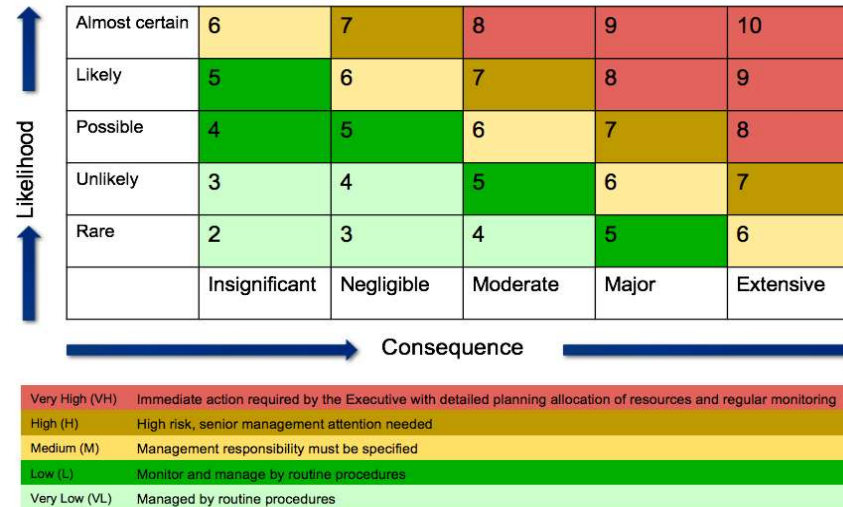 Almost certain 6 7 8 9 10
Likely 5 6 7 8 9
Possible 4 5 6 7 8
Unlikely 3 4 5 6 7
Rare 2 3 4 5 6
Insignificant Negligible Moderate Major Extensive
Likelihood
Consequence
Very High (VH) Immediate action required by the Executive with detailed planning allocation of resources and regular monitoring
High (H) High risk, senior management attention needed
Medium (M) Management responsibility must be specified
Low (L) Monitor and manage by routine procedures
Very Low (VL) Managed by routine procedures